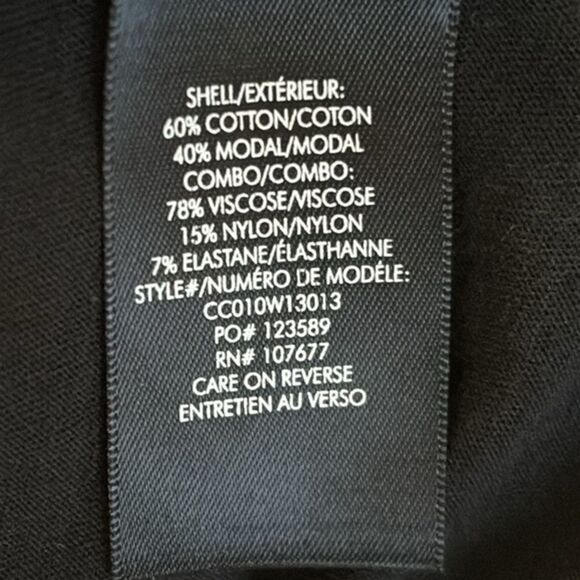 SHELL/EXTÉRIEUR:
60% COTTON/COTON
40% MODAL/MODAL
COMBO/COMBO:
78% VISCOSE/VISCOSE
15% NYLON/NYLON
7% ELASTANE/ÉLASTHANNE
STYLE#/NUMÉRO DE MODÉLE:
CC010W13013
PO# 123589
RN# 107677
CARE ON REVERSE
ENTRETIEN AU VERSO